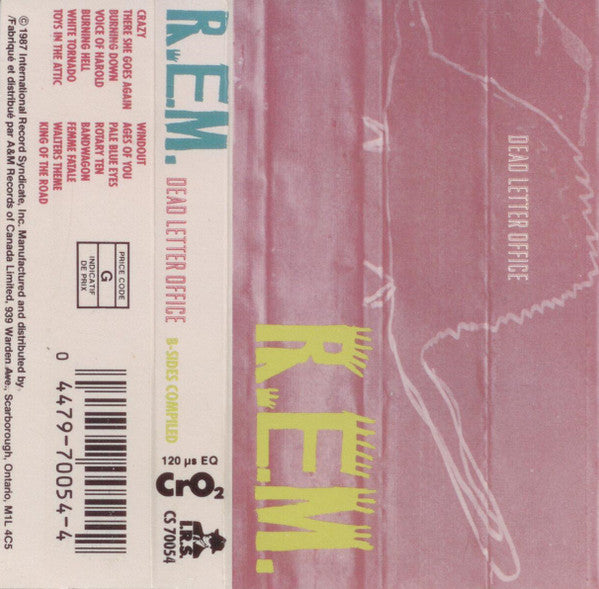 CRAZY
THERE SHE GOES AGAIN
BURNING DOWN
VOICE OF HAROLD
BURNING HELL
WHITE TORNADO
TOYS IN THE ATTIC
WINDOUT
AGES OF YOU
PALE BLUE EYES
ROTARY TEN
BANDWAGON
FEMME FATALE
WALTERS THEME
KING OF THE ROAD
PRICE CODE
G
INDICATIF
DE PRIX
0 4479-70054-4
© 1987 International Record Syndicate, Inc. Manufactured and distributed by
/Fabriqué et distribué par A&M Records of Canada Limited, 939 Warden Ave., Scarborough, Ontario, M1L 4C5
R.E.M. DEAD LETTER OFFICE B-SIDES COMPILED
120 µs EQ
CrO2
I.R.S.
CS 70054
R.E.M.
DEAD LETTER OFFICE